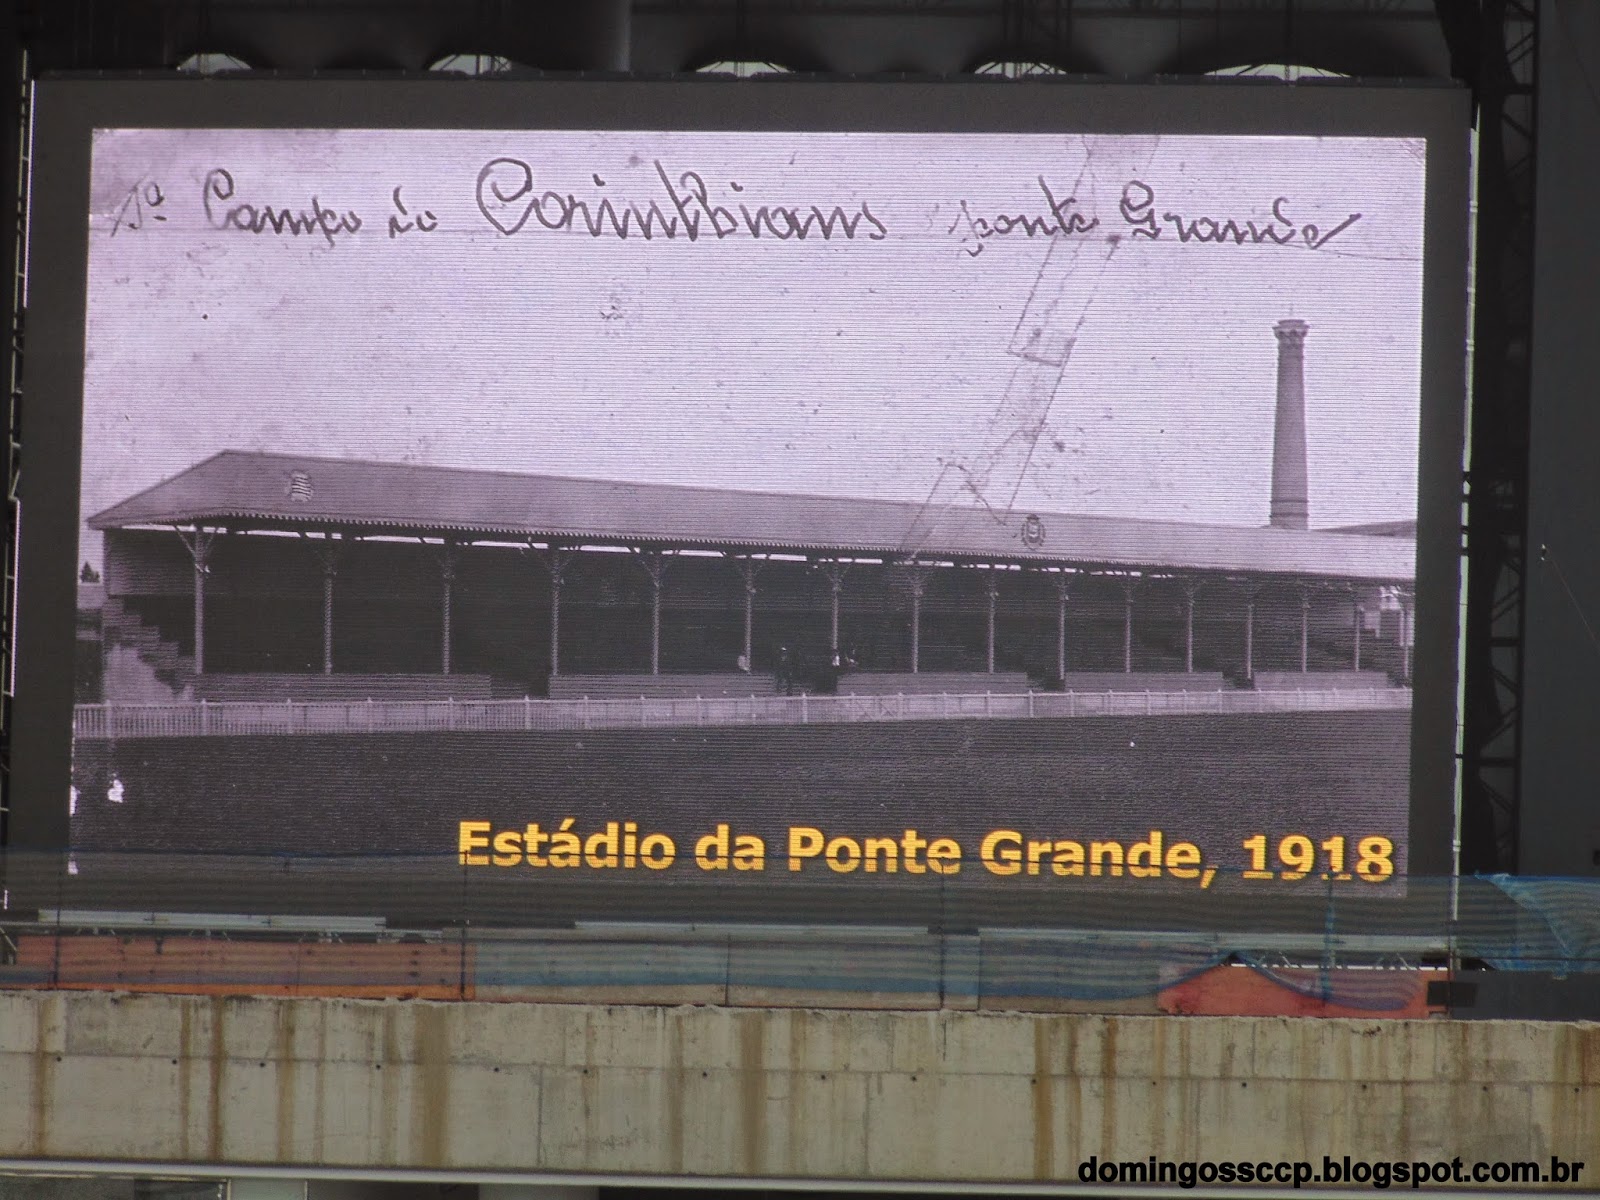 1º Campo do Corinthians ponte Grande
Estádio da Ponte Grande, 1918
domingossccp.blogspot.com.br